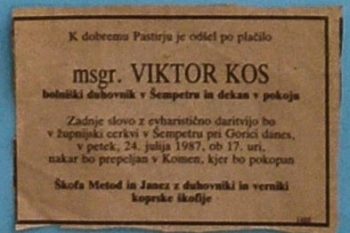 K dobremu Pastirju je odšel po plačilo
msgr. VIKTOR KOS
bolniški duhovnik v Šempetru in dekan v pokoju
Zadnje slovo z evharistično daritvijo bo
v župnijski cerkvi v Šempetru pri Gorici danes,
v petek, 24. julija 1987, ob 17. uri,
nakar bo prepeljan v Komen, kjer bo pokopan
Škofa Metod in Janez z duhovniki in verniki
koprske škofije